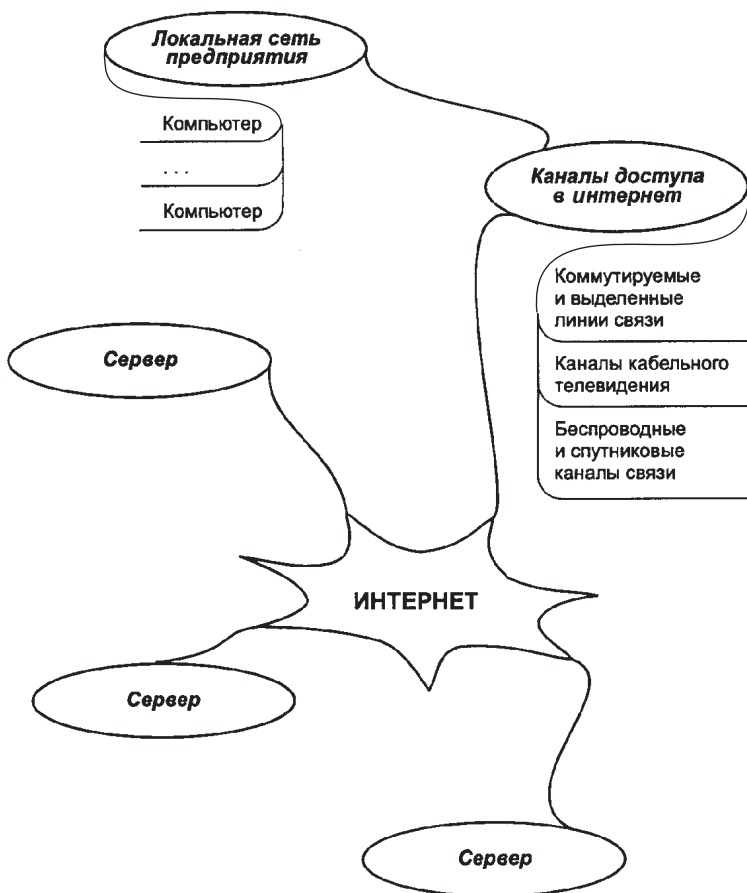 Локальная сеть
предприятия
Компьютер
...
Компьютер
Каналы доступа
в интернет
Коммутируемые
и выделенные
линии связи
Каналы кабельного
телевидения
Беспроводные
и спутниковые
каналы связи
Сервер
ИНТЕРНЕТ
Сервер
Сервер